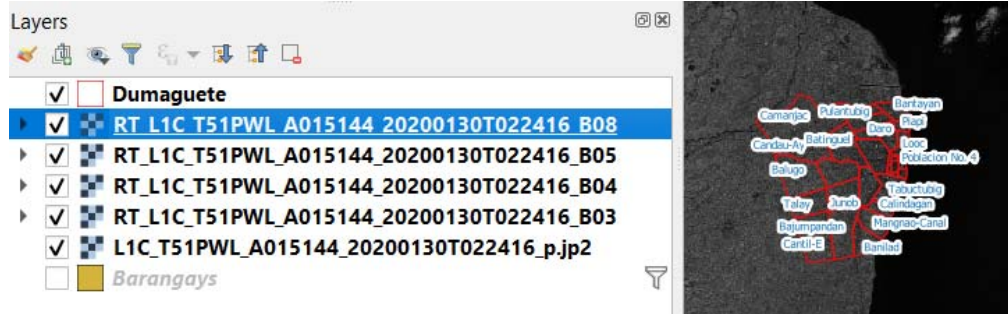 Layers
Dumaguete
RT_L1C_T51PWL_A015144_20200130T022416_B08
RT_L1C_T51PWL_A015144_20200130T022416_B05
RT_L1C_T51PWL_A015144_20200130T022416_B04
RT_L1C_T51PWL_A015144_20200130T022416_B03
L1C_T51PWL_A015144_20200130T022416_p.jp2
Barangays
Bantayan
Camanjac
Pulantubig
Piapi
Daro
Candau-Ay
Batinguel
Looc
Poblacion No. 4
Balugo
Tabuctubig
Talay
Junob
Calindagan
Mangnao-Canal
Bajumpandan
Cantil-E
Banilad